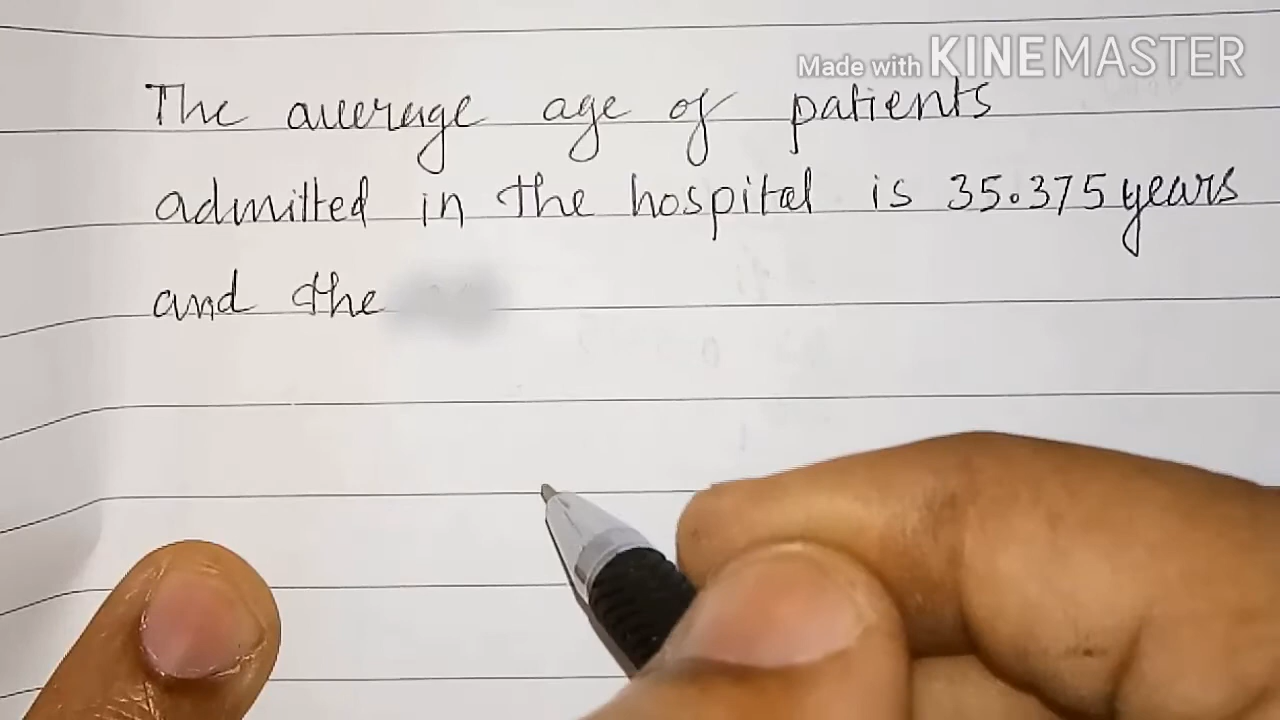 Made with KINEMASTER
The average age of patients
admitted in the hospital is 35.375 years
and the